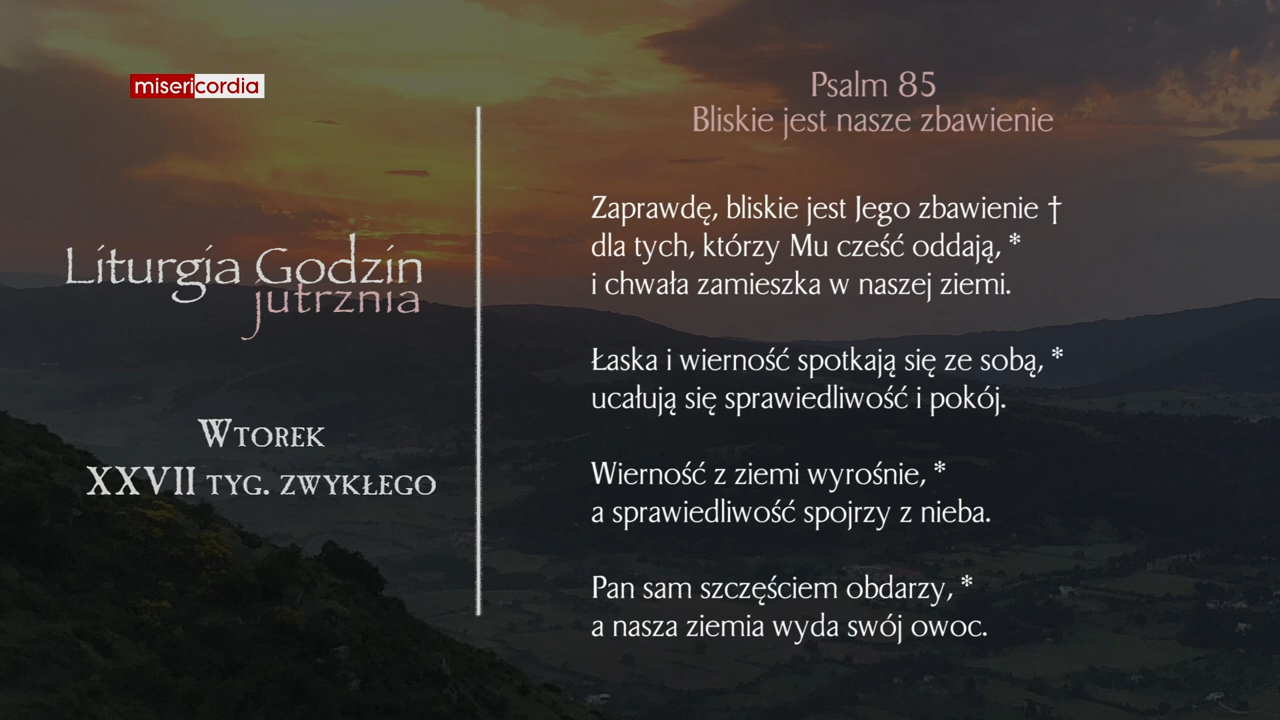 misericordia
Liturgia Godzin
jutrznia
Wtorek
XXVII tyg. zwykłego
Psalm 85
Bliskie jest nasze zbawienie
Zaprawdę, bliskie jest Jego zbawienie †
dla tych, którzy Mu cześć oddają, *
i chwała zamieszka w naszej ziemi.
Łaska i wierność spotkają się ze sobą, *
ucałują się sprawiedliwość i pokój.
Wierność z ziemi wyrośnie, *
a sprawiedliwość spojrzy z nieba.
Pan sam szczęściem obdarzy, *
a nasza ziemia wyda swój owoc.